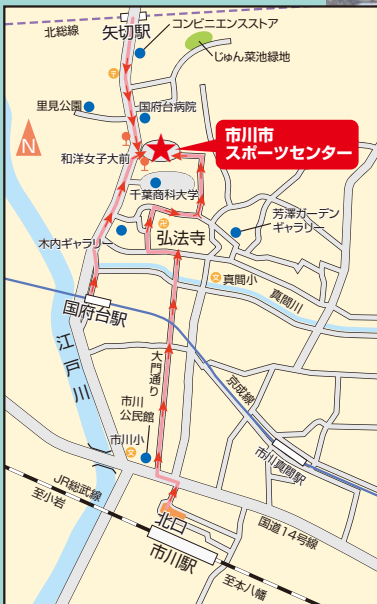 北総線
矢切駅
コンビニエンスストア
じゅん菜池緑地
里見公園
国府台病院
N
和洋女子大前
市川市
スポーツセンター
千葉商科大学
芳澤ガーデン
ギャラリー
木内ギャラリー
弘法寺
真間小
真間川
国府台駅
江戸川
大門通り
京成線
市川
公民館
市川小
市川真間駅
JR総武線
至小岩
北口
国道14号線
市川駅
至本八幡